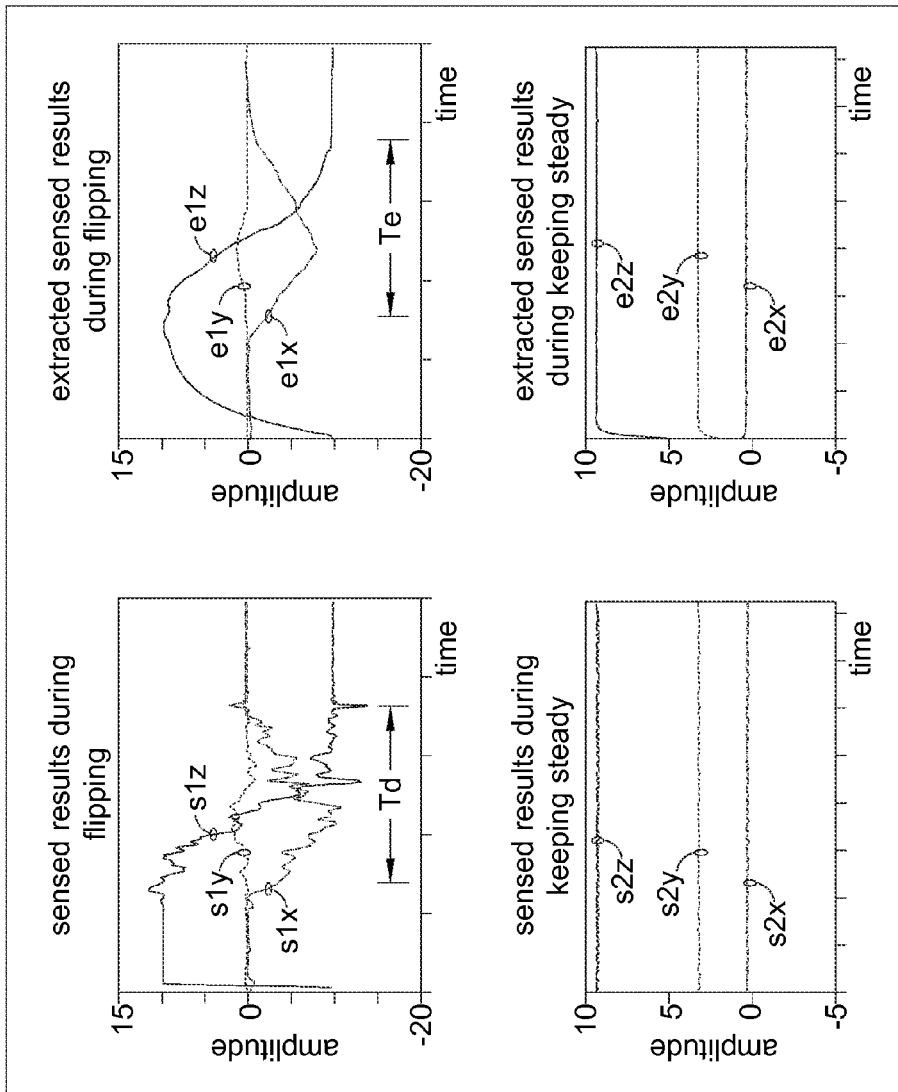 sensed results during
flipping
15
0
-20
amplitude
s1z
s1y
s1x
Td
time
extracted sensed results
during flipping
15
0
-20
amplitude
e1z
e1y
e1x
Te
time
sensed results during
keeping steady
10
5
0
-5
amplitude
s2z
s2y
s2x
time
extracted sensed results
during keeping steady
10
5
0
-5
amplitude
e2z
e2y
e2x
time